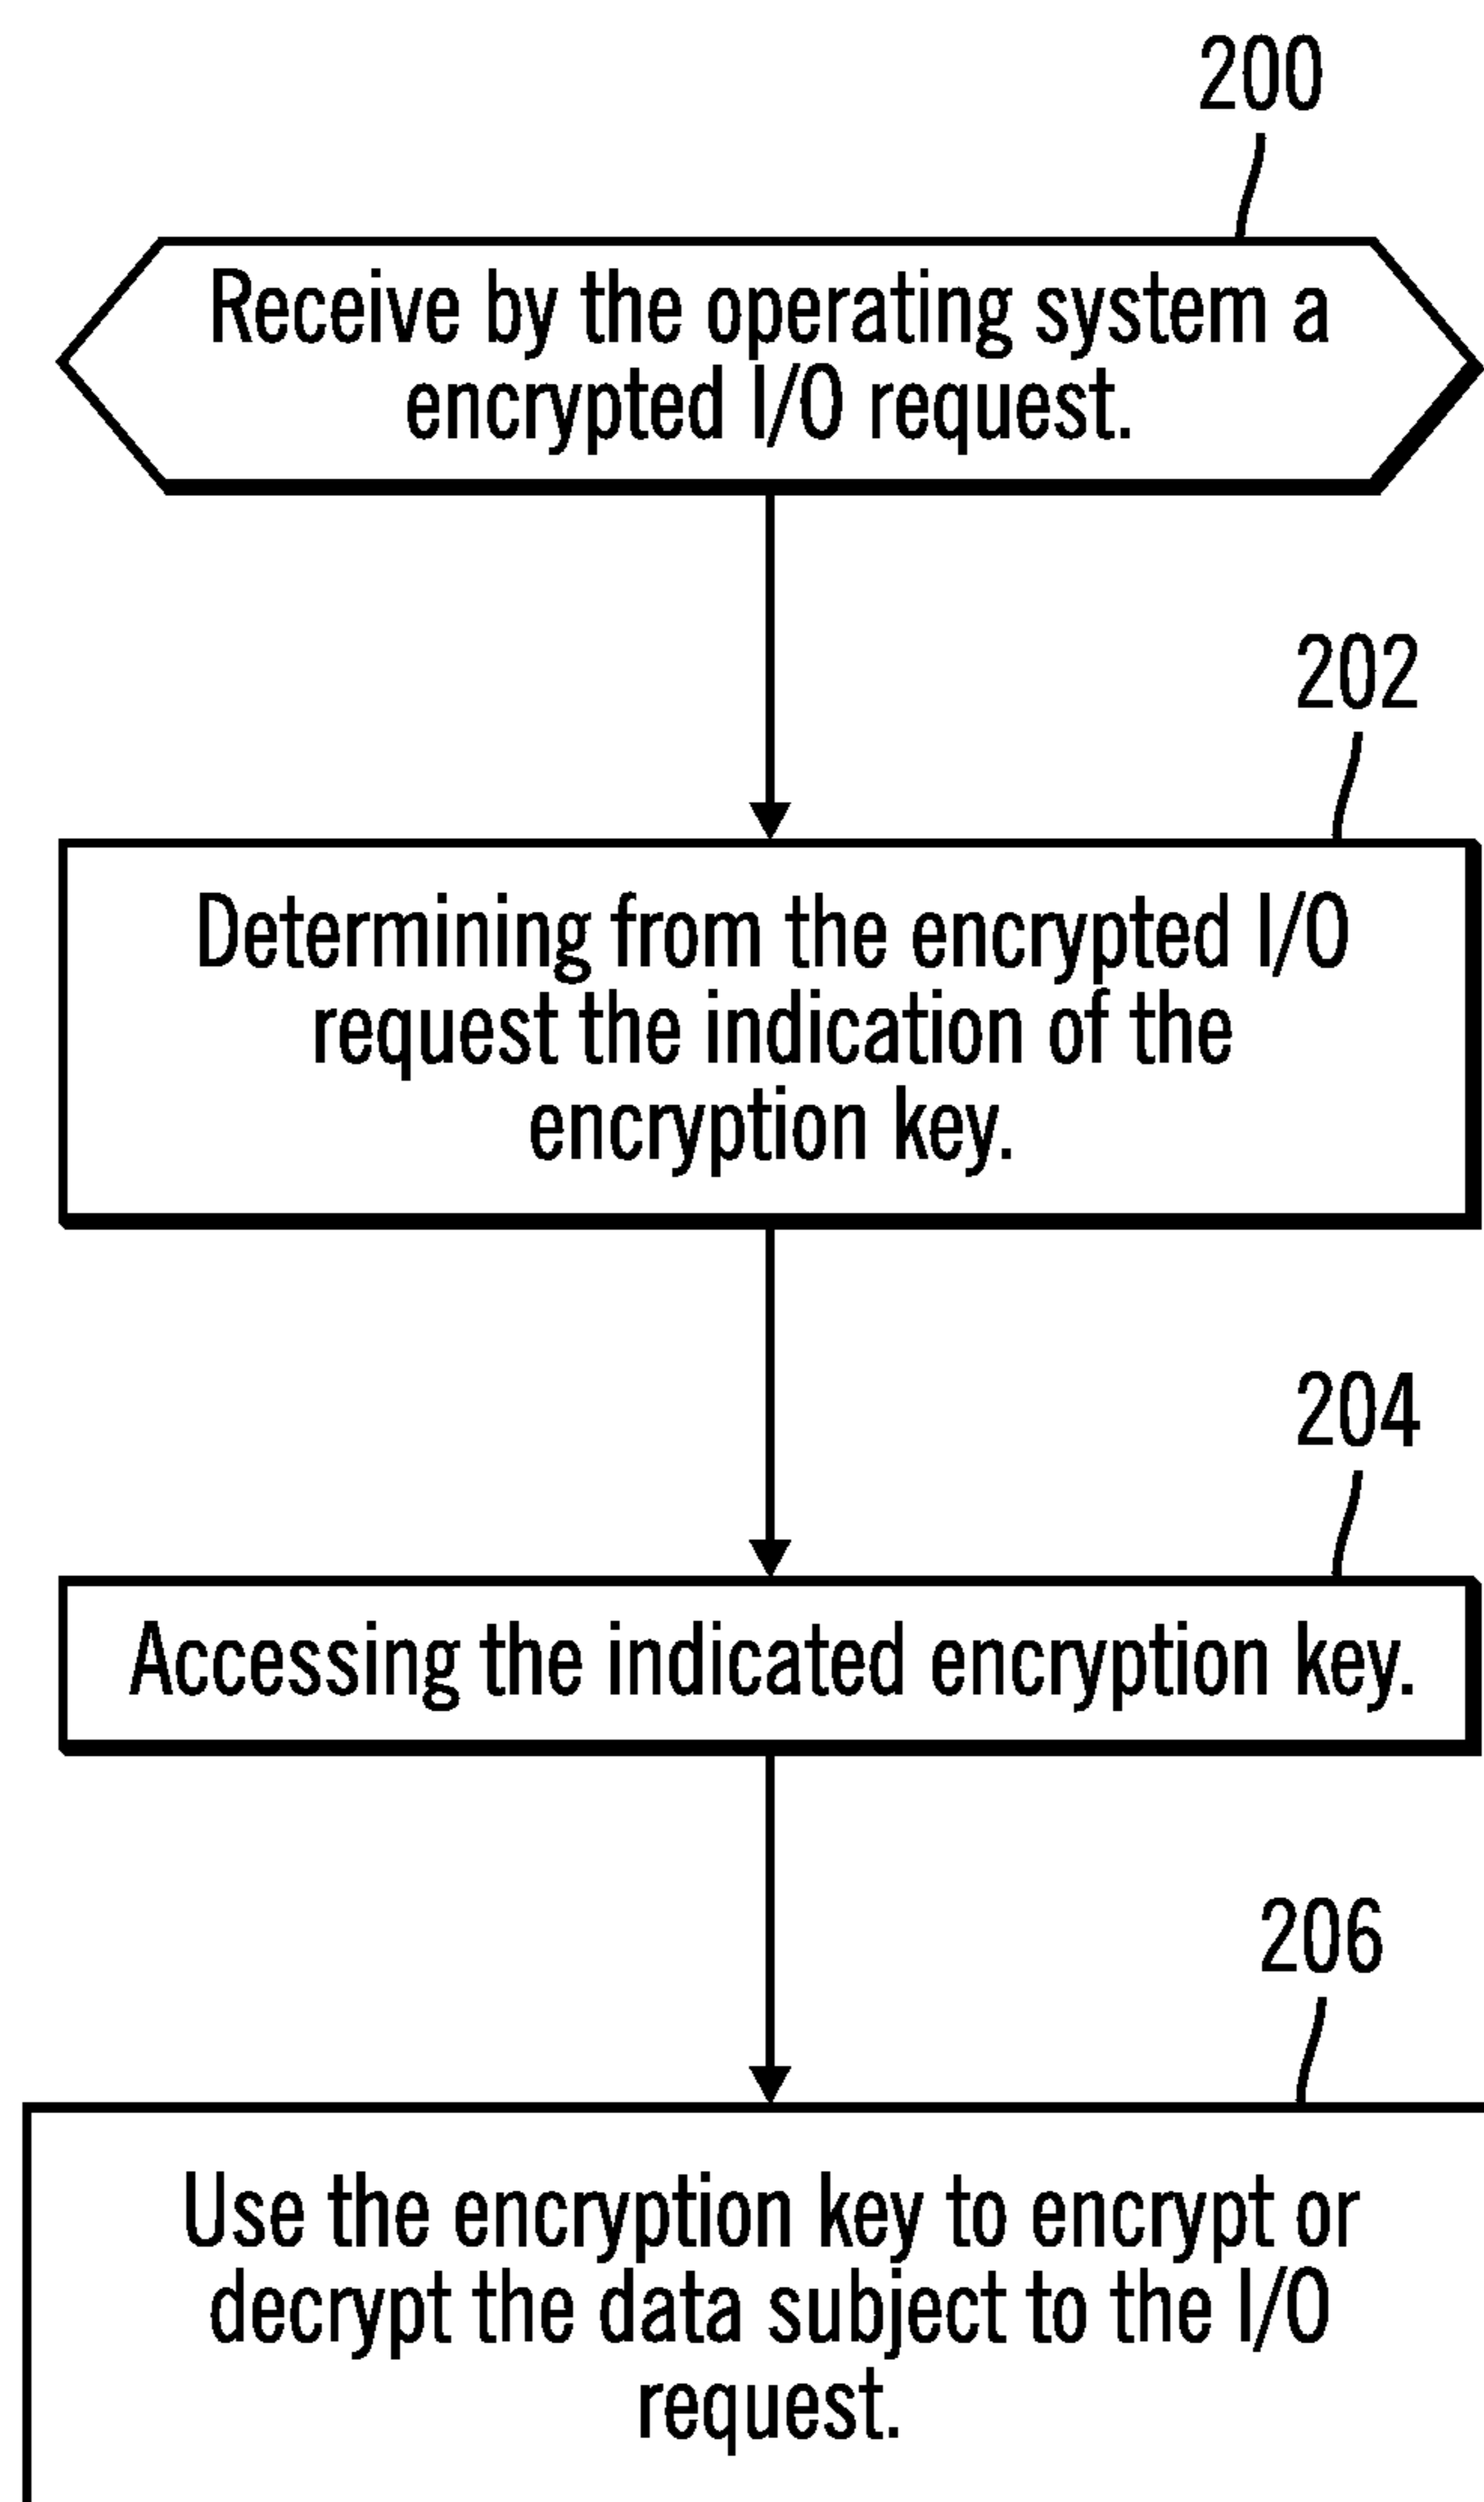 200
Receive by the operating system a
encrypted I/O request.
202
Determining from the encrypted I/O
request the indication of the
encryption key.
204
Accessing the indicated encryption key.
206
Use the encryption key to encrypt or
decrypt the data subject to the I/O
request.